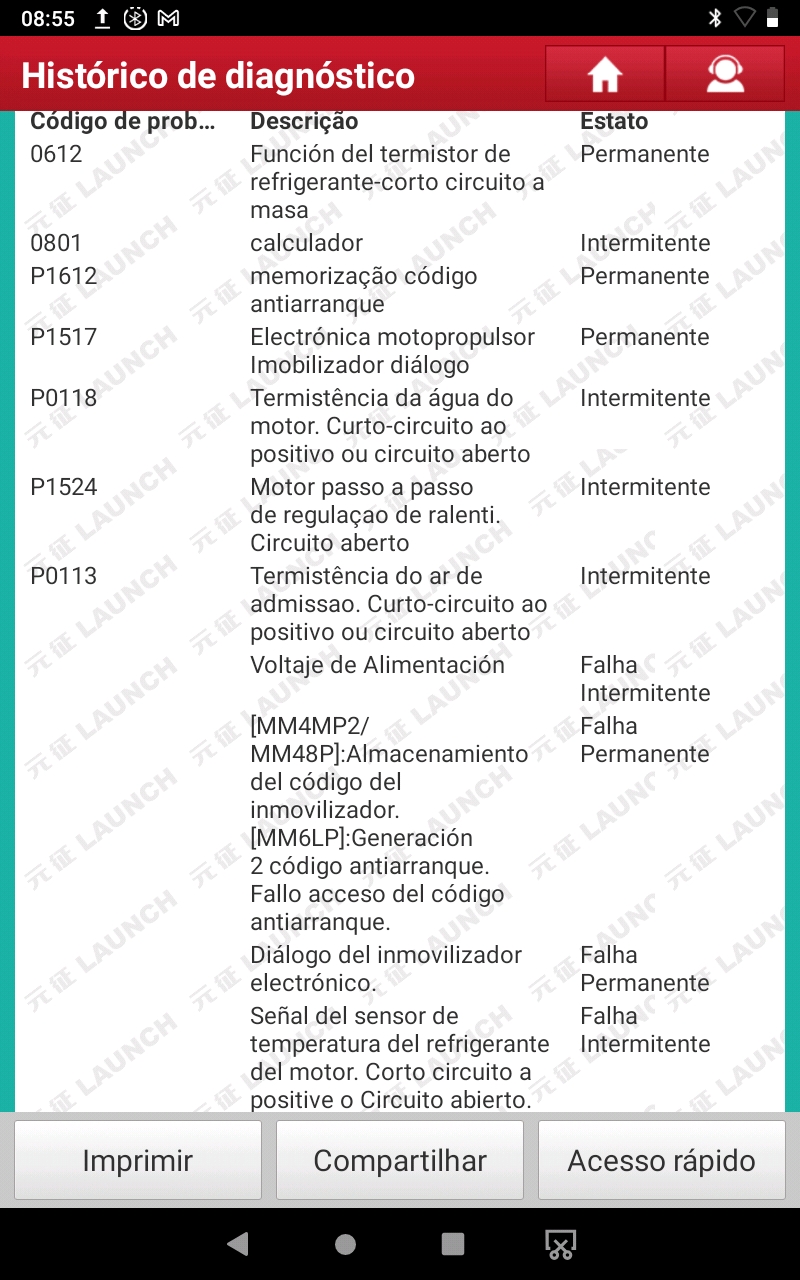 08:55
Histórico de diagnóstico
Código de prob... Descrição Estato
0612 Función del termistor de Permanente
refrigerante-corto circuito a
masa
0801 calculador Intermitente
P1612 memorização código Permanente
antiarranque
P1517 Electrónica motopropulsor Permanente
Imobilizador diálogo
P0118 Termistência da água do Intermitente
motor. Curto-circuito ao
positivo ou circuito aberto
P1524 Motor passo a passo Intermitente
de regulaçao de ralenti.
Circuito aberto
P0113 Termistência do ar de Intermitente
admissao. Curto-circuito ao
positivo ou circuito aberto
Voltaje de Alimentación Falha
Intermitente
[MM4MP2/ Falha
MM48P]:Almacenamiento Permanente
del código del
inmovilizador.
[MM6LP]:Generación
2 código antiarranque.
Fallo acceso del código
antiarranque.
Diálogo del inmovilizador Falha
electrónico. Permanente
Señal del sensor de Falha
temperatura del refrigerante Intermitente
del motor. Corto circuito a
positive o Circuito abierto.
元征 LAUNCH
Imprimir Compartilhar Acesso rápido